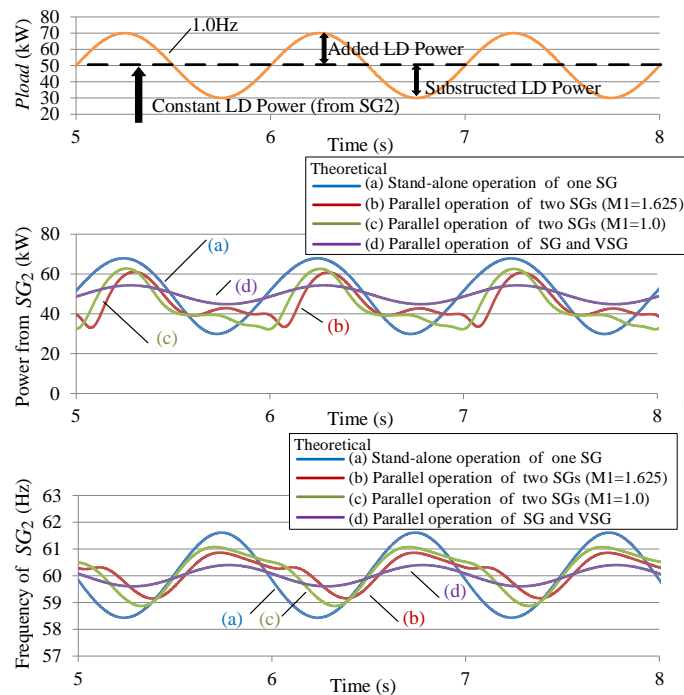 80
70
60
50
40
30
20
Pload (kW)
1.0Hz
Added LD Power
Substructed LD Power
Constant LD Power (from SG2)
5 6 7 8
Time (s)
Theoretical
(a) Stand-alone operation of one SG
(b) Parallel operation of two SGs (M1=1.625)
(c) Parallel operation of two SGs (M1=1.0)
(d) Parallel operation of SG and VSG
80
60
40
20
0
Power from SG2 (kW)
(a)
(d)
(b)
(c)
5 6 7 8
Time (s)
Theoretical
(a) Stand-alone operation of one SG
(b) Parallel operation of two SGs (M1=1.625)
(c) Parallel operation of two SGs (M1=1.0)
(d) Parallel operation of SG and VSG
63
62
61
60
59
58
57
Frequency of SG2 (Hz)
(d)
(a) (c) (b)
5 6 7 8
Time (s)